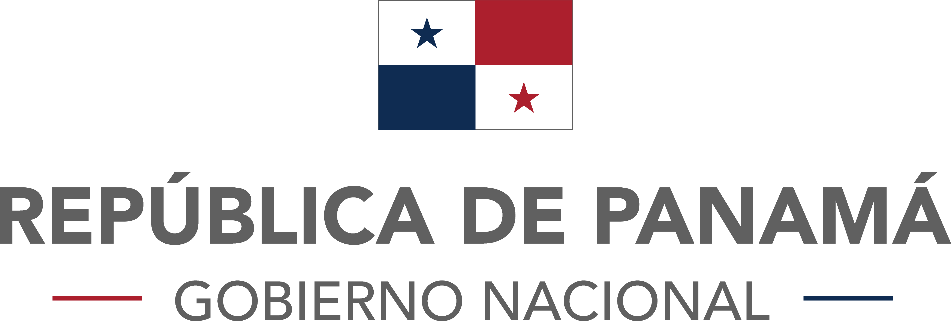 REPÚBLICA DE PANAMÁ
GOBIERNO NACIONAL